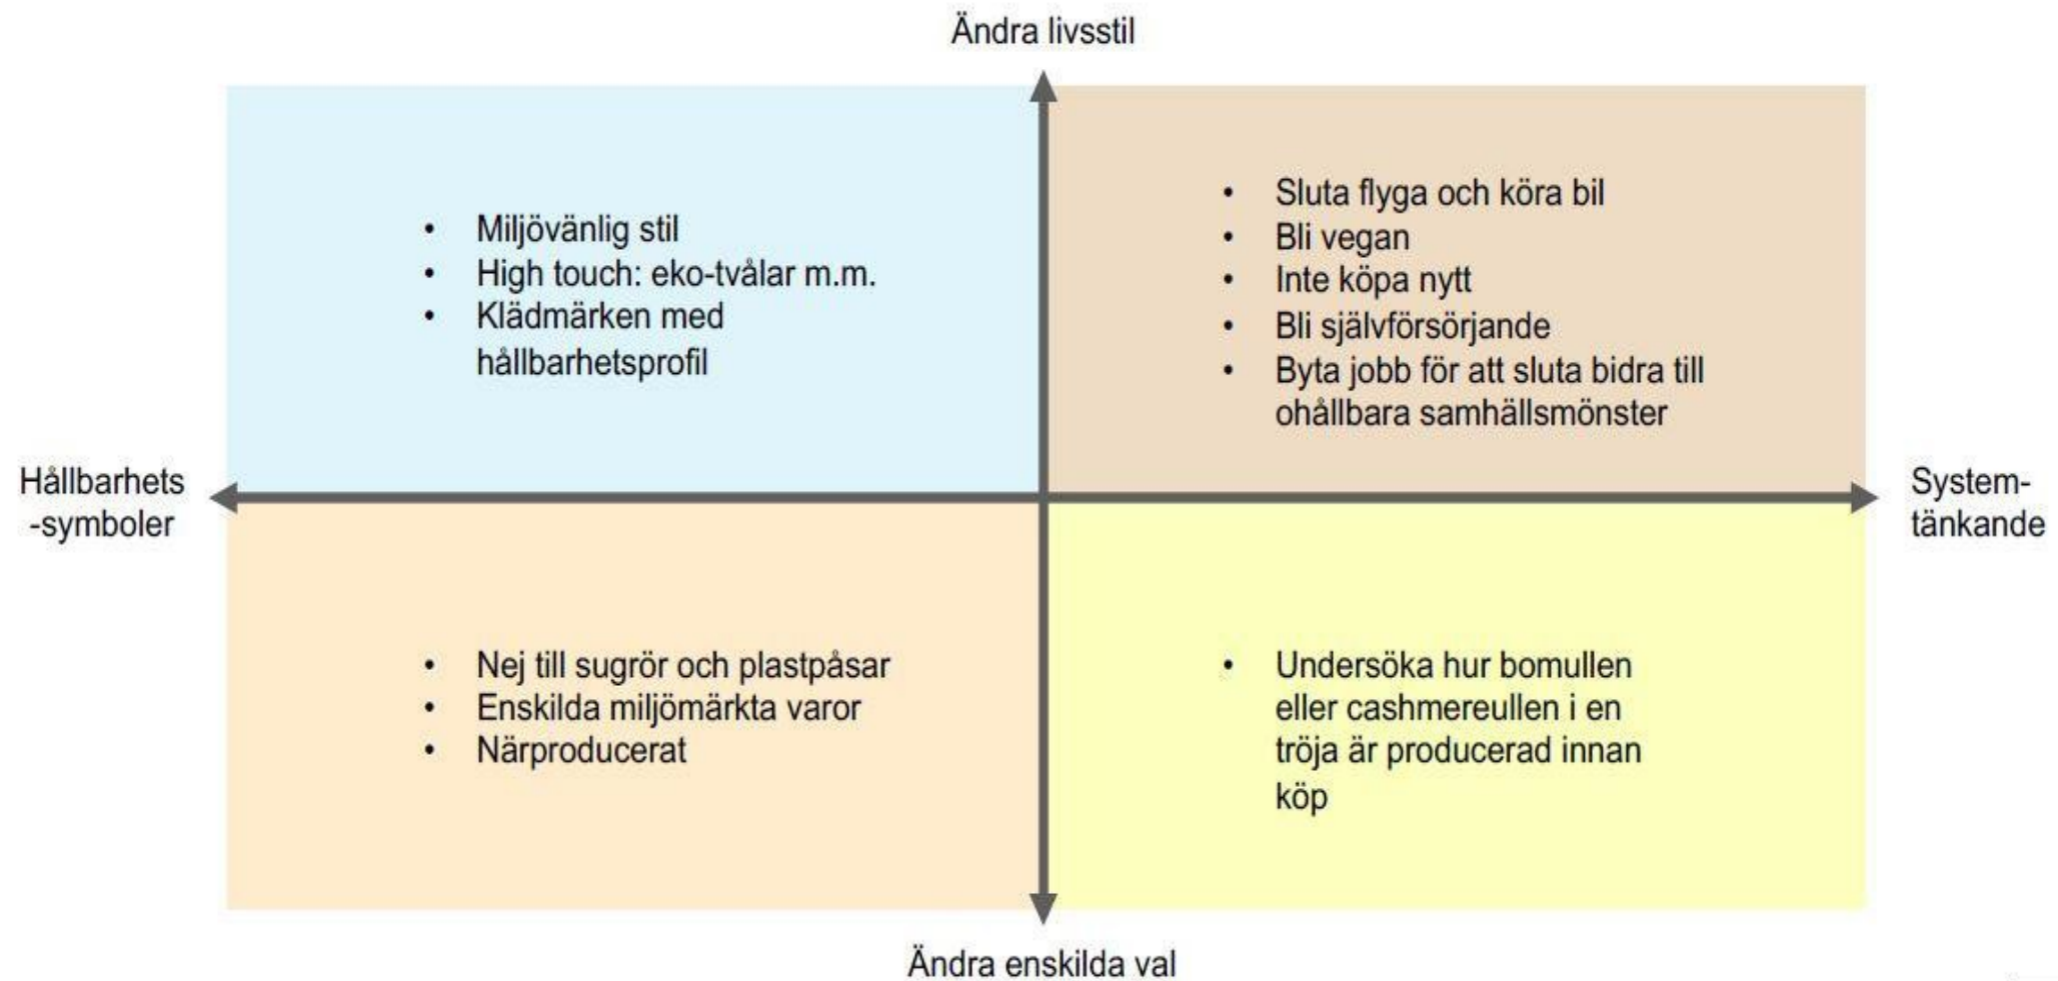 Ändra livsstil
• Miljövänlig stil
• High touch: eko-tvålar m.m.
• Klädmärken med
hållbarhetsprofil
• Sluta flyga och köra bil
• Bli vegan
• Inte köpa nytt
• Bli självförsörjande
• Byta jobb för att sluta bidra till
ohållbara samhällsmönster
Hållbarhets
-symboler
System-
tänkande
• Nej till sugrör och plastpåsar
• Enskilda miljömärkta varor
• Närproducerat
• Undersöka hur bomullen
eller cashmereullen i en
tröja är producerad innan
köp
Ändra enskilda val